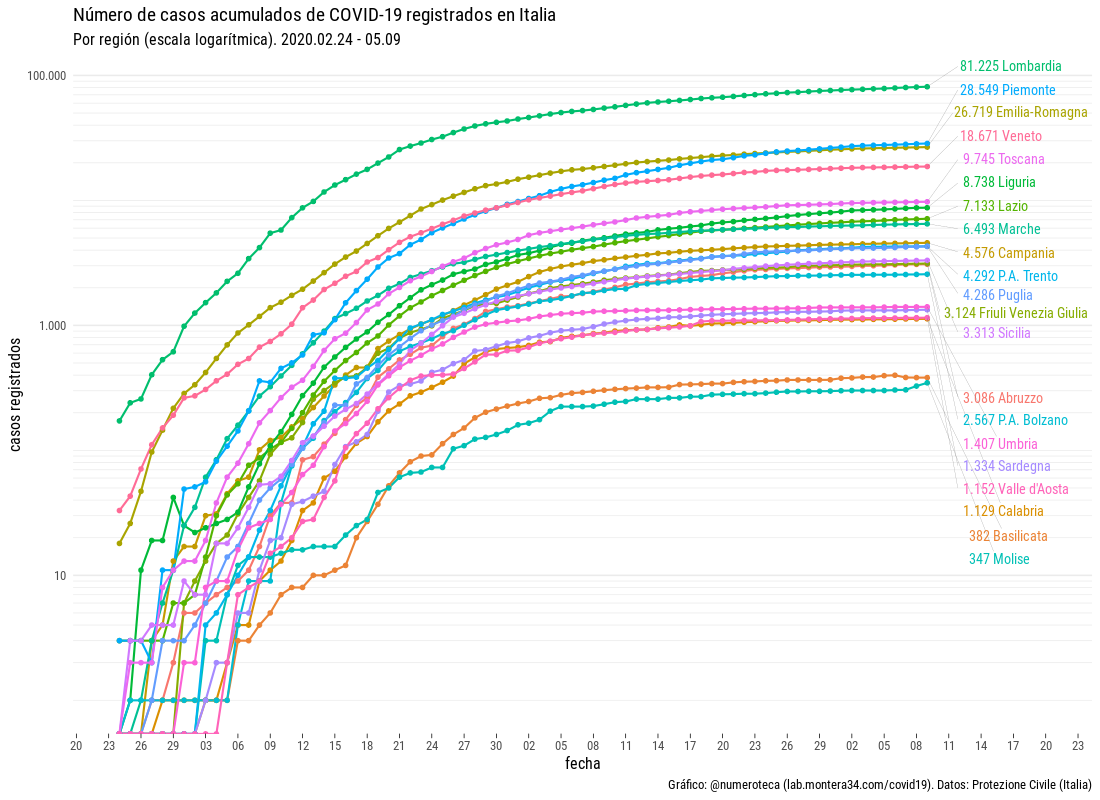 Número de casos acumulados de COVID-19 registrados en Italia
Por región (escala logarítmica). 2020.02.24 - 05.09
casos registrados
100.000
1.000
10
81.225 Lombardia
28.549 Piemonte
26.719 Emilia-Romagna
18.671 Veneto
9.745 Toscana
8.738 Liguria
7.133 Lazio
6.493 Marche
4.576 Campania
4.292 P.A. Trento
4.286 Puglia
3.124 Friuli Venezia Giulia
3.313 Sicilia
3.086 Abruzzo
2.567 P.A. Bolzano
1.407 Umbria
1.334 Sardegna
1.152 Valle d'Aosta
1.129 Calabria
382 Basilicata
347 Molise
20 23 26 29 03 06 09 12 15 18 21 24 27 30 02 05 08 11 14 17 20 23 26 29 02 05 08 11 14 17 20 23
fecha
Gráfico: @numeroteca (lab.montera34.com/covid19). Datos: Protezione Civile (Italia)